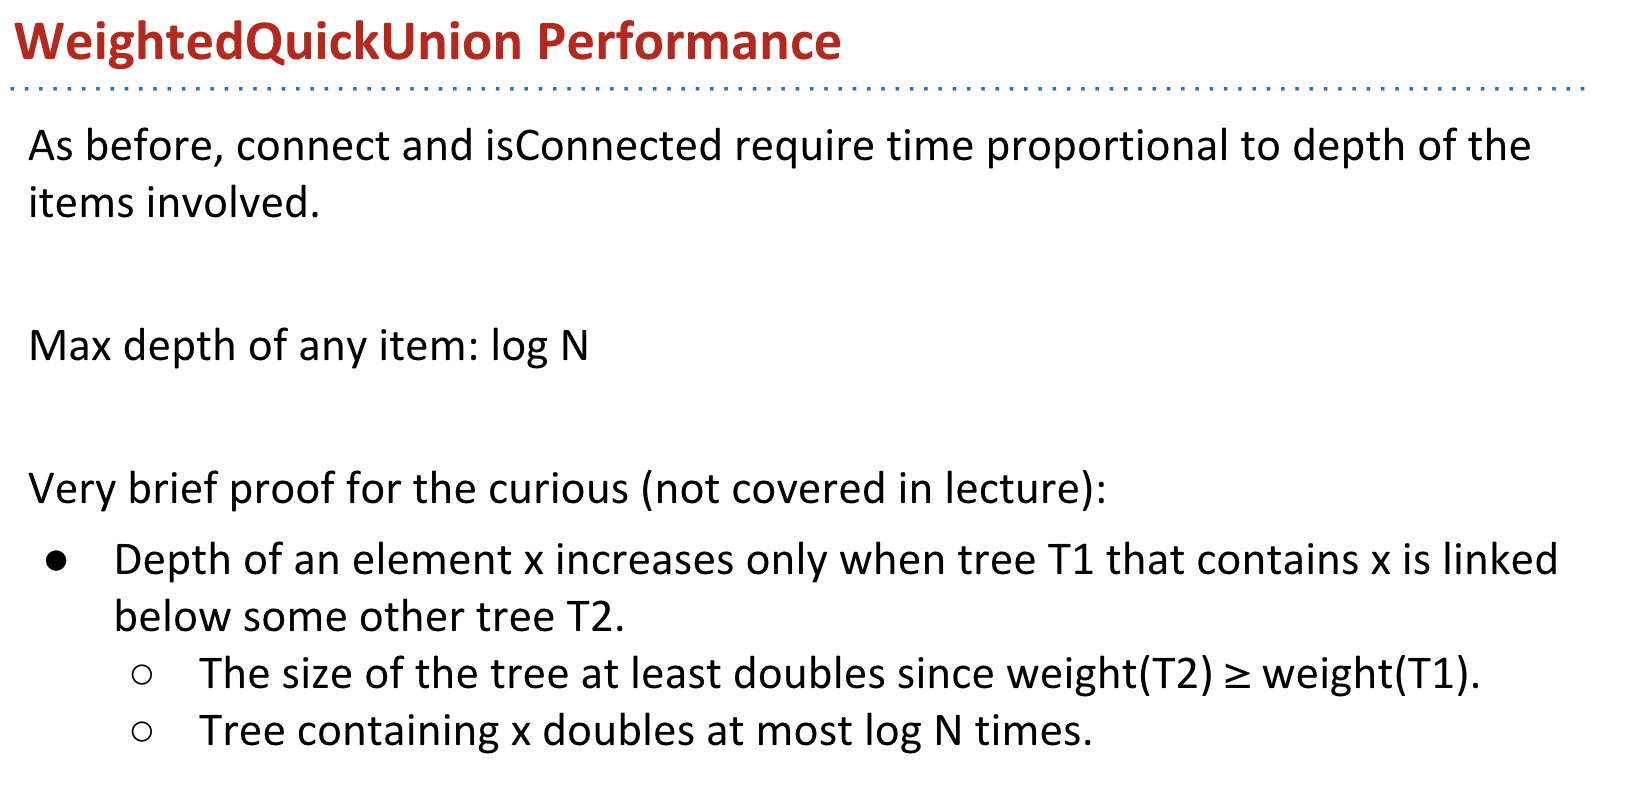 WeightedQuickUnion Performance
As before, connect and isConnected require time proportional to depth of the
items involved.
Max depth of any item: log N
Very brief proof for the curious (not covered in lecture):
● Depth of an element x increases only when tree T1 that contains x is linked
below some other tree T2.
○ The size of the tree at least doubles since weight(T2) ≥ weight(T1).
○ Tree containing x doubles at most log N times.